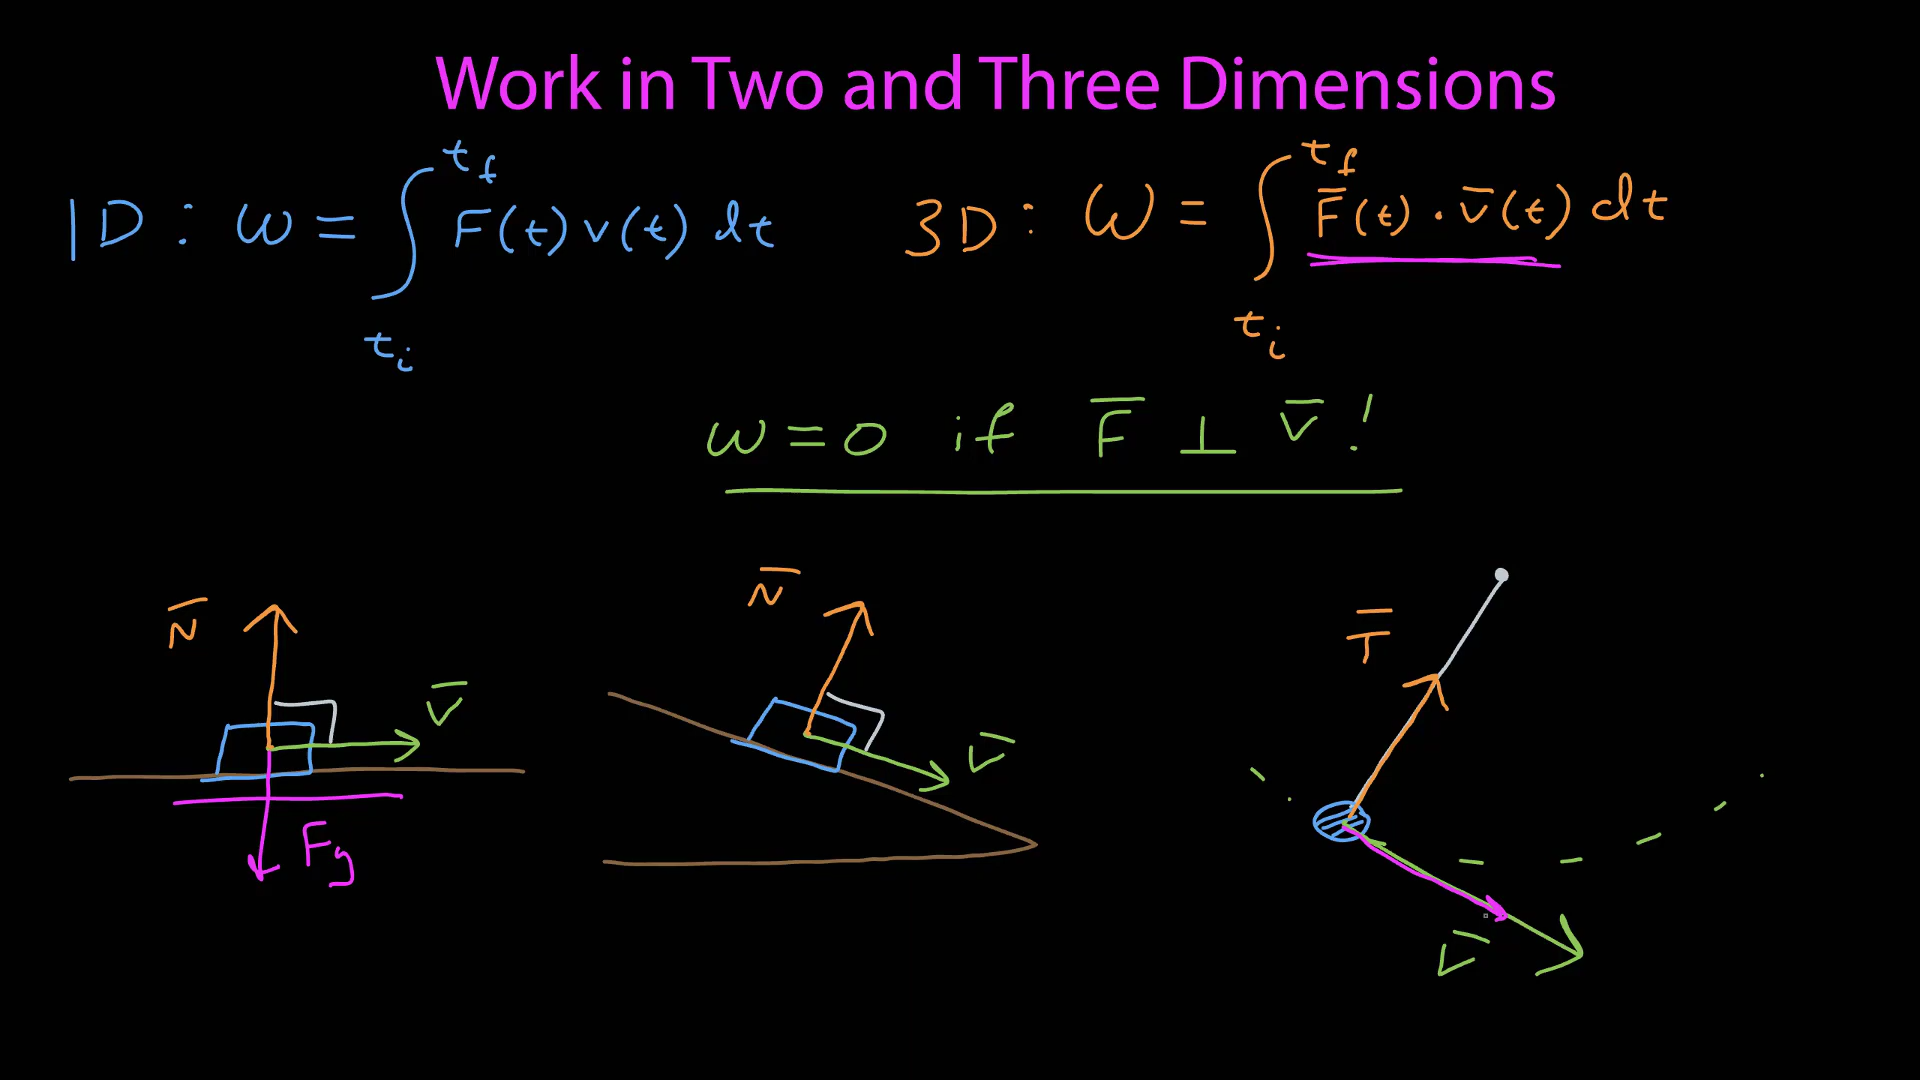 Work in Two and Three Dimensions
1D: W = ∫ t_i t_f F(t) v(t) dt
3D: W = ∫ t_i t_f F̅(t) · v̅(t) dt
W = 0 if F̅ ⊥ v̅ !
N̅
v̅
F_g
N̅
v̅
T̅
v̅